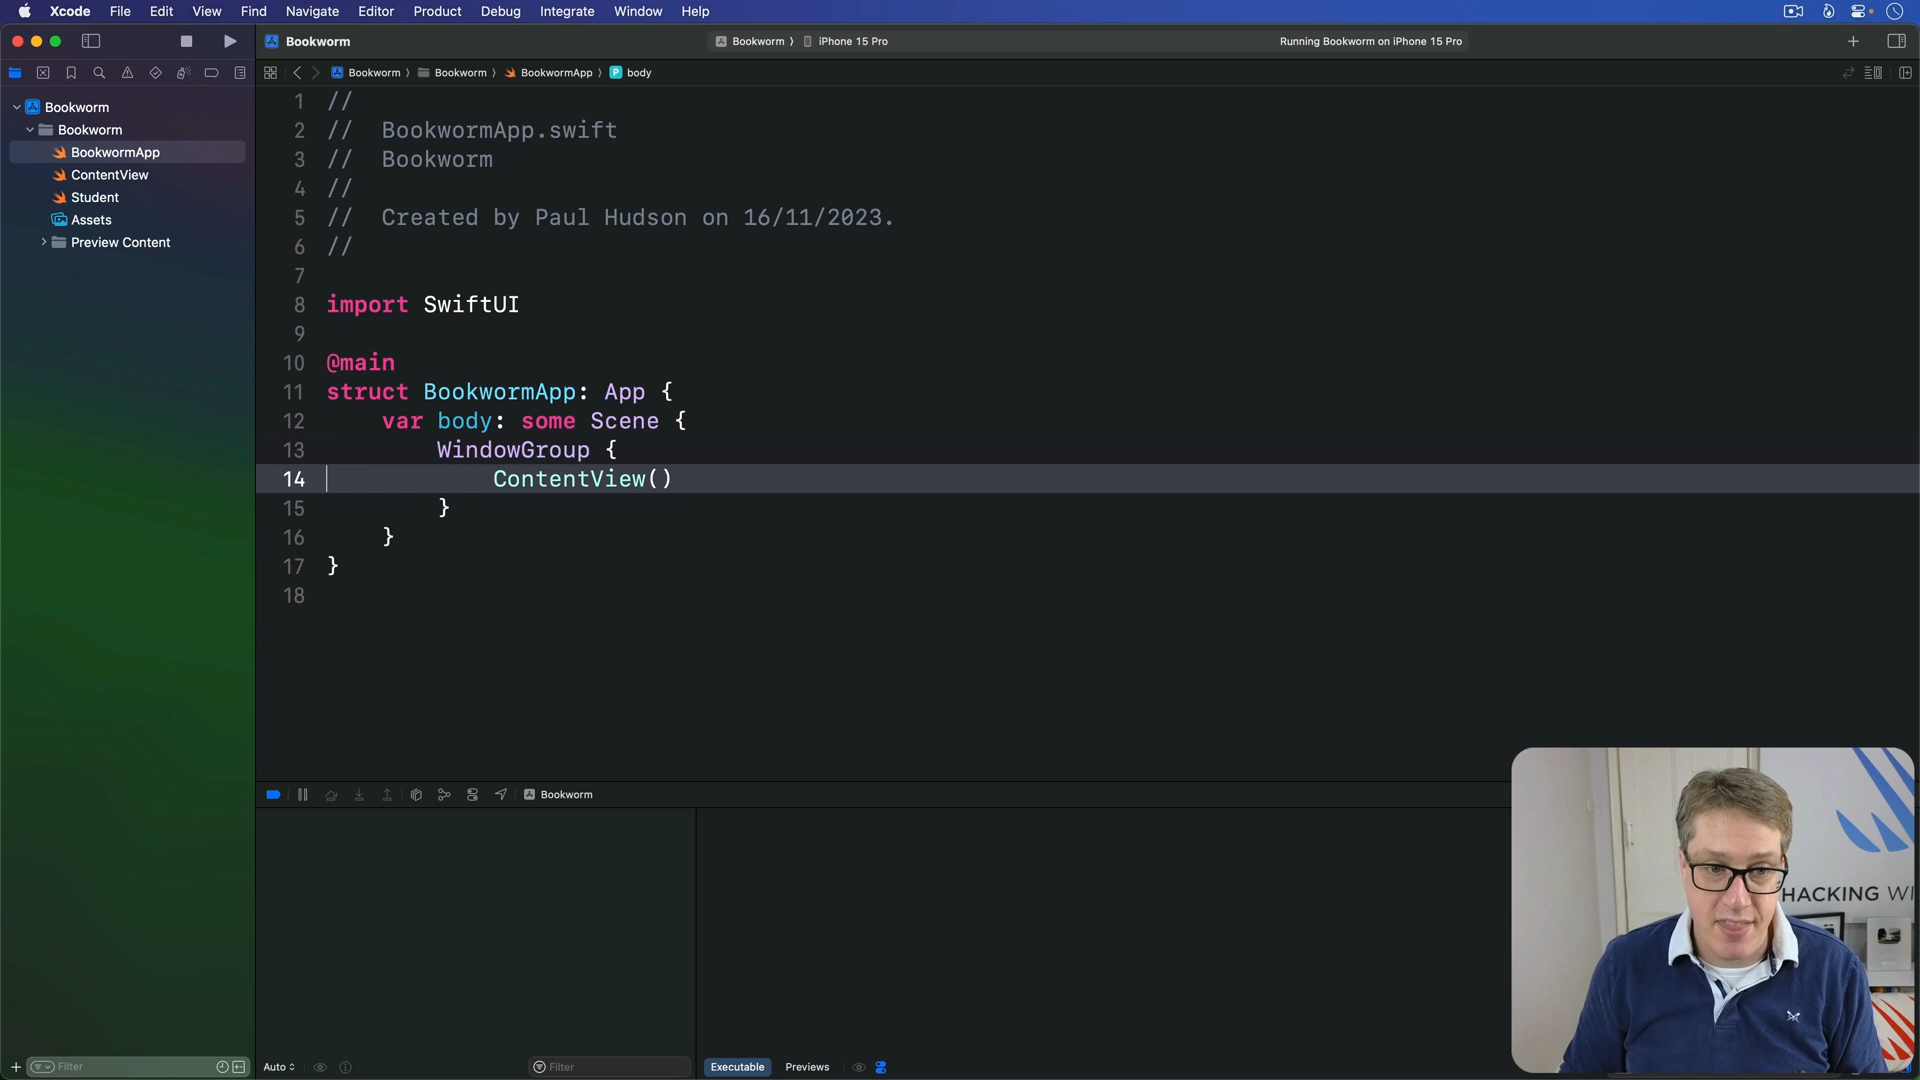 Xcode File Edit View Find Navigate Editor Product Debug Integrate Window Help
Bookworm
Bookworm 〉 iPhone 15 Pro
Running Bookworm on iPhone 15 Pro
Bookworm 〉 Bookworm 〉 BookwormApp 〉 P body
Bookworm
Bookworm
BookwormApp
ContentView
Student
Assets
Preview Content
1 //
2 //  BookwormApp.swift
3 //  Bookworm
4 //
5 //  Created by Paul Hudson on 16/11/2023.
6 //
7
8 import SwiftUI
9
10 @main
11 struct BookwormApp: App {
12     var body: some Scene {
13         WindowGroup {
14             ContentView()
15         }
16     }
17 }
18
Bookworm
HACKING WI
Filter
Auto
Filter
Executable Previews